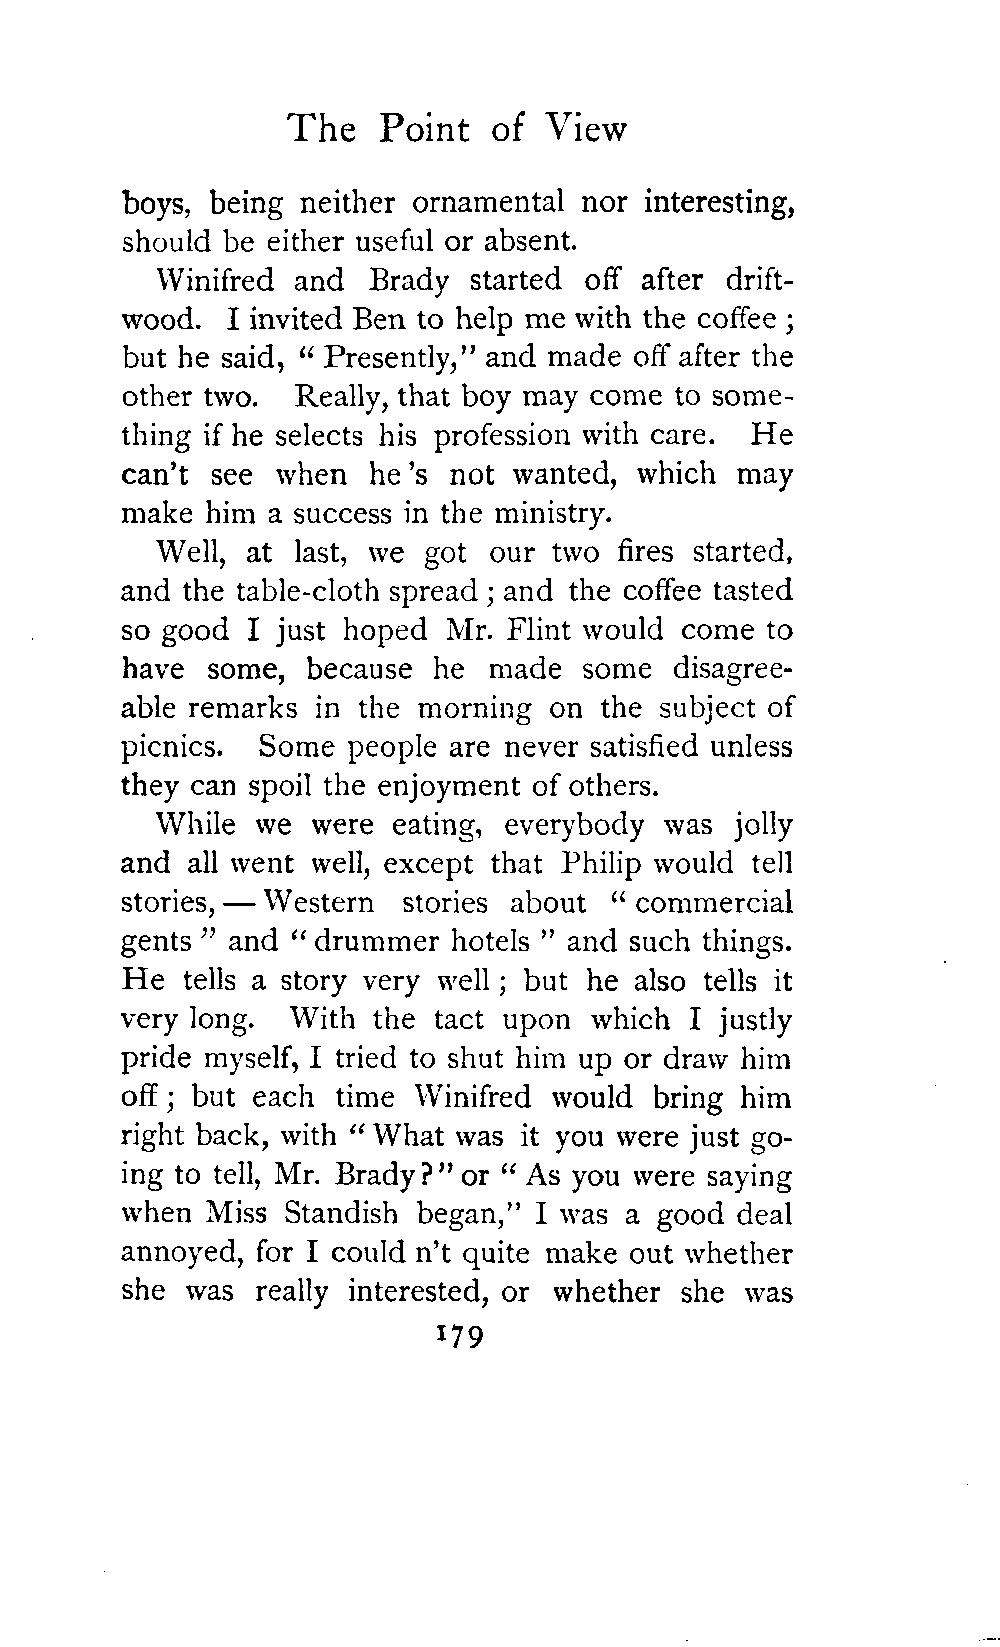 The Point of View
boys, being neither ornamental nor interesting,
should be either useful or absent.
Winifred and Brady started off after drift-
wood. I invited Ben to help me with the coffee ;
but he said, “ Presently,” and made off after the
other two. Really, that boy may come to some-
thing if he selects his profession with care. He
can’t see when he ’s not wanted, which may
make him a success in the ministry.
Well, at last, we got our two fires started,
and the table-cloth spread ; and the coffee tasted
so good I just hoped Mr. Flint would come to
have some, because he made some disagree-
able remarks in the morning on the subject of
picnics. Some people are never satisfied unless
they can spoil the enjoyment of others.
While we were eating, everybody was jolly
and all went well, except that Philip would tell
stories, — Western stories about “ commercial
gents ” and “ drummer hotels ” and such things.
He tells a story very well ; but he also tells it
very long. With the tact upon which I justly
pride myself, I tried to shut him up or draw him
off ; but each time Winifred would bring him
right back, with “ What was it you were just go-
ing to tell, Mr. Brady?” or “ As you were saying
when Miss Standish began,” I was a good deal
annoyed, for I could n’t quite make out whether
she was really interested, or whether she was
179